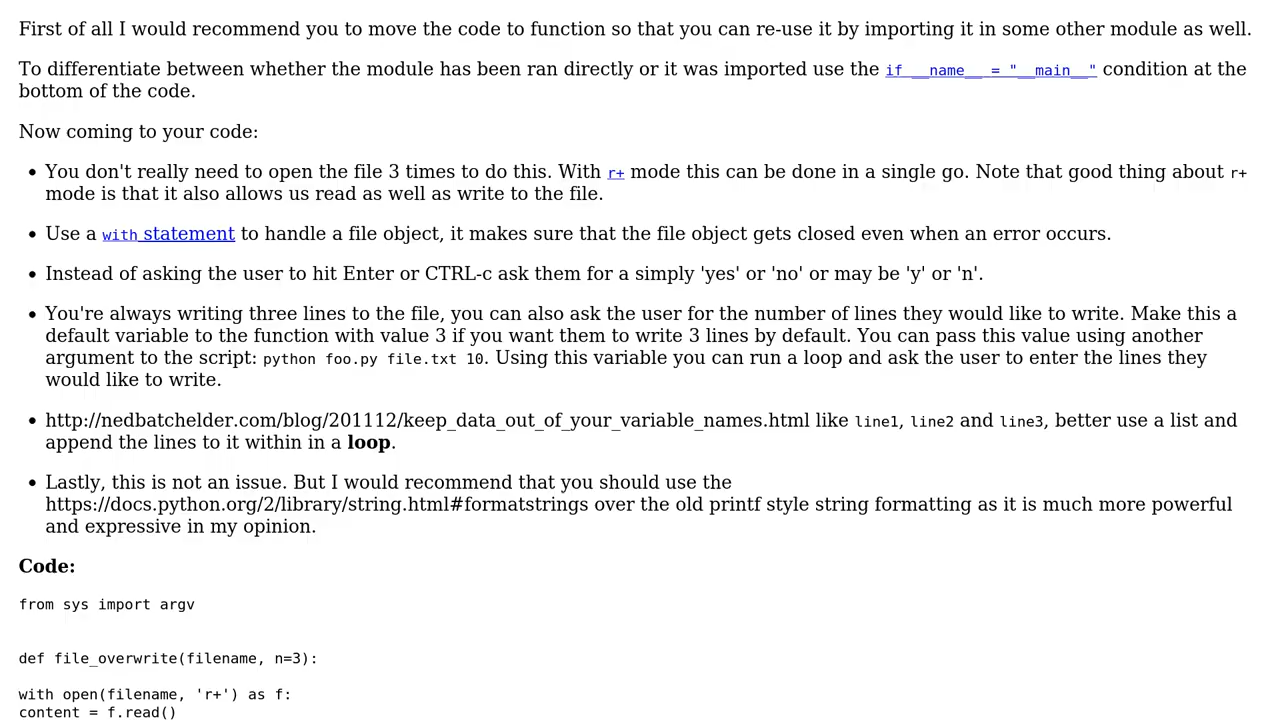 First of all I would recommend you to move the code to function so that you can re-use it by importing it in some other module as well.
To differentiate between whether the module has been ran directly or it was imported use the if __name__ = "__main__" condition at the
bottom of the code.
Now coming to your code:
• You don't really need to open the file 3 times to do this. With r+ mode this can be done in a single go. Note that good thing about r+
mode is that it also allows us read as well as write to the file.
• Use a with statement to handle a file object, it makes sure that the file object gets closed even when an error occurs.
• Instead of asking the user to hit Enter or CTRL-c ask them for a simply 'yes' or 'no' or may be 'y' or 'n'.
• You're always writing three lines to the file, you can also ask the user for the number of lines they would like to write. Make this a
default variable to the function with value 3 if you want them to write 3 lines by default. You can pass this value using another
argument to the script: python foo.py file.txt 10. Using this variable you can run a loop and ask the user to enter the lines they
would like to write.
• http://nedbatchelder.com/blog/201112/keep_data_out_of_your_variable_names.html like line1, line2 and line3, better use a list and
append the lines to it within in a loop.
• Lastly, this is not an issue. But I would recommend that you should use the
https://docs.python.org/2/library/string.html#formatstrings over the old printf style string formatting as it is much more powerful
and expressive in my opinion.
Code:
from sys import argv
def file_overwrite(filename, n=3):
with open(filename, 'r+') as f:
content = f.read()